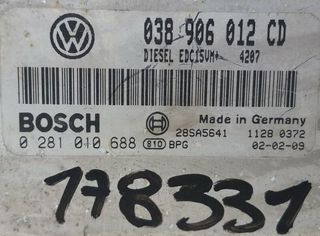 038 906 012 CD
DIESEL EDC15VM+ 4207
BOSCH
Made in Germany
28SA5641 1128 0372
0 281 010 688 810 BPG 02-02-09
178331